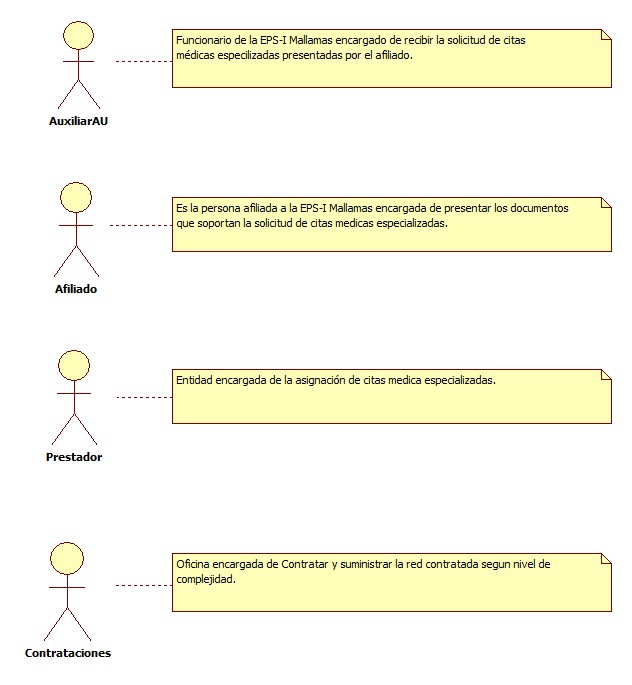 Funcionario de la EPS-I Mallamas encargado de recibir la solicitud de citas
médicas especilizadas presentadas por el afiliado.
AuxiliarAU
Es la persona afiliada a la EPS-I Mallamas encargada de presentar los documentos
que soportan la solicitud de citas medicas especializadas.
Afiliado
Entidad encargada de la asignación de citas medica especializadas.
Prestador
Oficina encargada de Contratar y suministrar la red contratada segun nivel de
complejidad.
Contrataciones